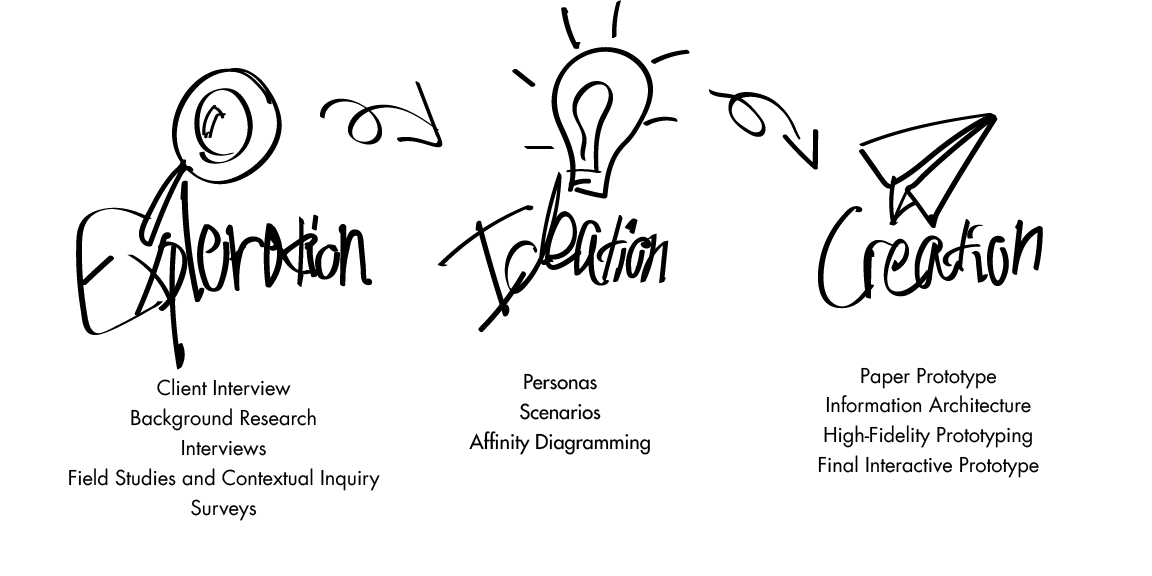 Exploration
Client Interview
Background Research
Interviews
Field Studies and Contextual Inquiry
Surveys
Ideation
Personas
Scenarios
Affinity Diagramming
Creation
Paper Prototype
Information Architecture
High-Fidelity Prototyping
Final Interactive Prototype